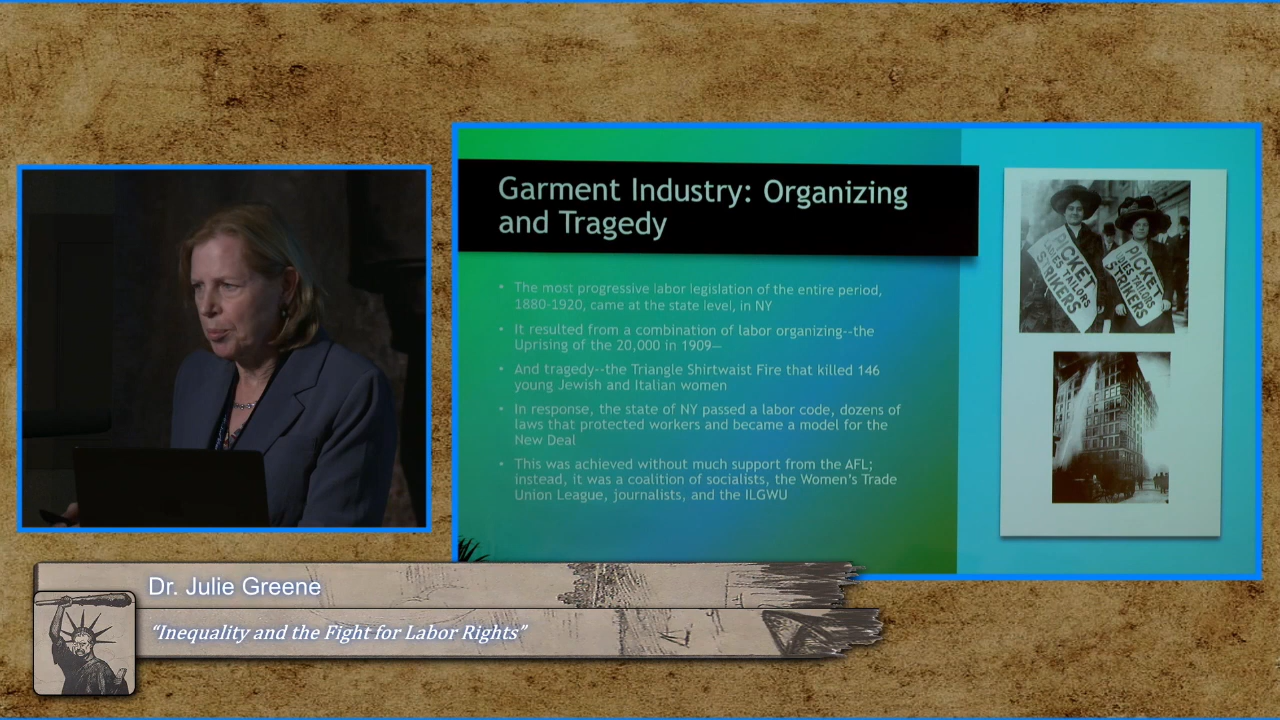 Garment Industry: Organizing
and Tragedy
• The most progressive labor legislation of the entire period,
1880-1920, came at the state level, in NY
• It resulted from a combination of labor organizing--the
Uprising of the 20,000 in 1909—
• And tragedy--the Triangle Shirtwaist Fire that killed 146
young Jewish and Italian women
• In response, the state of NY passed a labor code, dozens of
laws that protected workers and became a model for the
New Deal
• This was achieved without much support from the AFL;
instead, it was a coalition of socialists, the Women's Trade
Union League, journalists, and the ILGWU
PICKET
LADIES TAILORS
STRIKERS
PICKET
LADIES TAILORS
STRIKERS
Dr. Julie Greene
“Inequality and the Fight for Labor Rights”